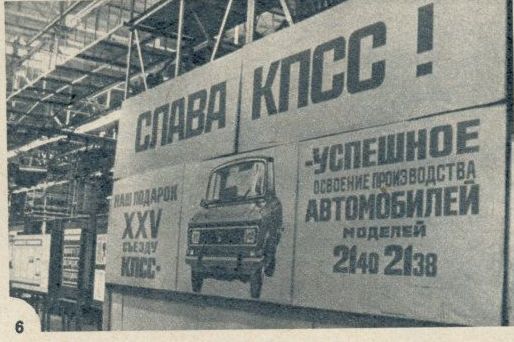 СЛАВА КПСС!
НАШ ПОДАРОК
XXV
СЪЕЗДУ
КПСС-
-УСПЕШНОЕ
ОСВОЕНИЕ ПРОИЗВОДСТВА
АВТОМОБИЛЕЙ
МОДЕЛЕЙ
2140 2138
6